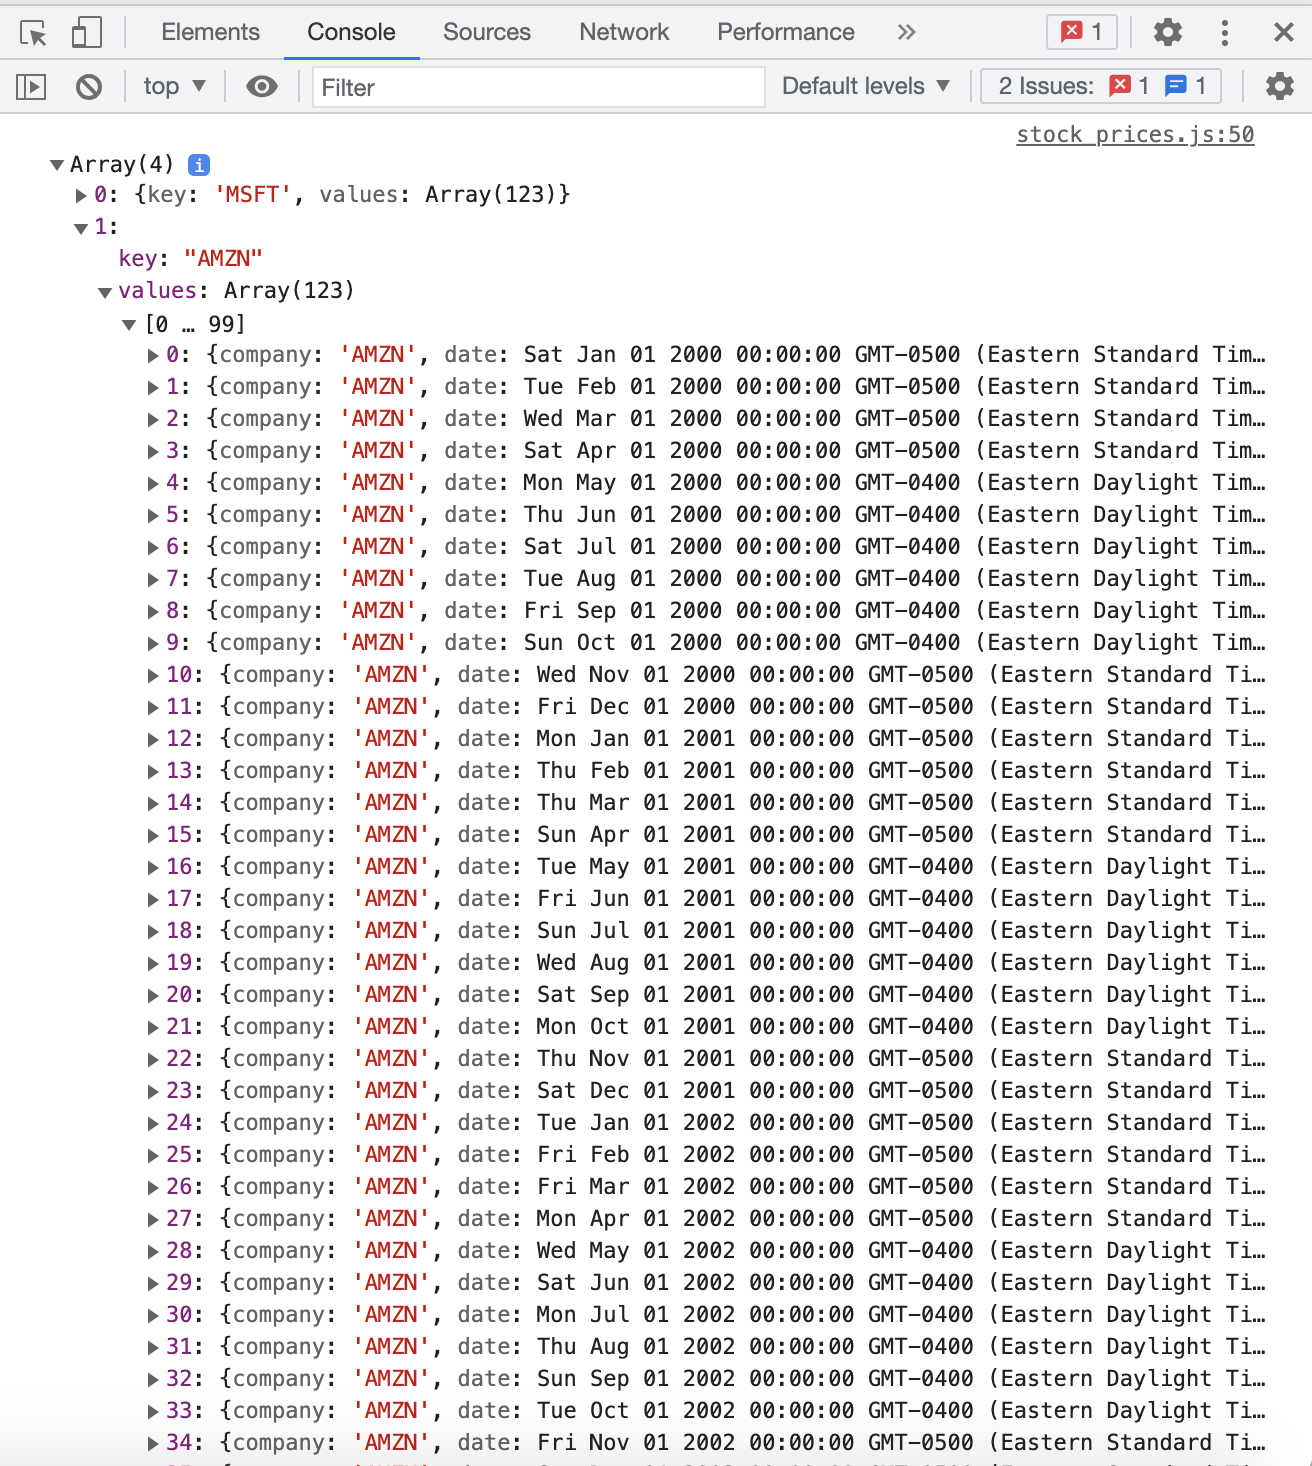 Elements Console Sources Network Performance 1
top Filter Default levels 2 Issues: 1 1
stock_prices.js:50
Array(4) i
0: {key: 'MSFT', values: Array(123)}
1:
key: "AMZN"
values: Array(123)
[0 … 99]
0: {company: 'AMZN', date: Sat Jan 01 2000 00:00:00 GMT-0500 (Eastern Standard Tim…
1: {company: 'AMZN', date: Tue Feb 01 2000 00:00:00 GMT-0500 (Eastern Standard Tim…
2: {company: 'AMZN', date: Wed Mar 01 2000 00:00:00 GMT-0500 (Eastern Standard Tim…
3: {company: 'AMZN', date: Sat Apr 01 2000 00:00:00 GMT-0500 (Eastern Standard Tim…
4: {company: 'AMZN', date: Mon May 01 2000 00:00:00 GMT-0400 (Eastern Daylight Tim…
5: {company: 'AMZN', date: Thu Jun 01 2000 00:00:00 GMT-0400 (Eastern Daylight Tim…
6: {company: 'AMZN', date: Sat Jul 01 2000 00:00:00 GMT-0400 (Eastern Daylight Tim…
7: {company: 'AMZN', date: Tue Aug 01 2000 00:00:00 GMT-0400 (Eastern Daylight Tim…
8: {company: 'AMZN', date: Fri Sep 01 2000 00:00:00 GMT-0400 (Eastern Daylight Tim…
9: {company: 'AMZN', date: Sun Oct 01 2000 00:00:00 GMT-0400 (Eastern Daylight Tim…
10: {company: 'AMZN', date: Wed Nov 01 2000 00:00:00 GMT-0500 (Eastern Standard Ti…
11: {company: 'AMZN', date: Fri Dec 01 2000 00:00:00 GMT-0500 (Eastern Standard Ti…
12: {company: 'AMZN', date: Mon Jan 01 2001 00:00:00 GMT-0500 (Eastern Standard Ti…
13: {company: 'AMZN', date: Thu Feb 01 2001 00:00:00 GMT-0500 (Eastern Standard Ti…
14: {company: 'AMZN', date: Thu Mar 01 2001 00:00:00 GMT-0500 (Eastern Standard Ti…
15: {company: 'AMZN', date: Sun Apr 01 2001 00:00:00 GMT-0500 (Eastern Standard Ti…
16: {company: 'AMZN', date: Tue May 01 2001 00:00:00 GMT-0400 (Eastern Daylight Ti…
17: {company: 'AMZN', date: Fri Jun 01 2001 00:00:00 GMT-0400 (Eastern Daylight Ti…
18: {company: 'AMZN', date: Sun Jul 01 2001 00:00:00 GMT-0400 (Eastern Daylight Ti…
19: {company: 'AMZN', date: Wed Aug 01 2001 00:00:00 GMT-0400 (Eastern Daylight Ti…
20: {company: 'AMZN', date: Sat Sep 01 2001 00:00:00 GMT-0400 (Eastern Daylight Ti…
21: {company: 'AMZN', date: Mon Oct 01 2001 00:00:00 GMT-0400 (Eastern Daylight Ti…
22: {company: 'AMZN', date: Thu Nov 01 2001 00:00:00 GMT-0500 (Eastern Standard Ti…
23: {company: 'AMZN', date: Sat Dec 01 2001 00:00:00 GMT-0500 (Eastern Standard Ti…
24: {company: 'AMZN', date: Tue Jan 01 2002 00:00:00 GMT-0500 (Eastern Standard Ti…
25: {company: 'AMZN', date: Fri Feb 01 2002 00:00:00 GMT-0500 (Eastern Standard Ti…
26: {company: 'AMZN', date: Fri Mar 01 2002 00:00:00 GMT-0500 (Eastern Standard Ti…
27: {company: 'AMZN', date: Mon Apr 01 2002 00:00:00 GMT-0500 (Eastern Standard Ti…
28: {company: 'AMZN', date: Wed May 01 2002 00:00:00 GMT-0400 (Eastern Daylight Ti…
29: {company: 'AMZN', date: Sat Jun 01 2002 00:00:00 GMT-0400 (Eastern Daylight Ti…
30: {company: 'AMZN', date: Mon Jul 01 2002 00:00:00 GMT-0400 (Eastern Daylight Ti…
31: {company: 'AMZN', date: Thu Aug 01 2002 00:00:00 GMT-0400 (Eastern Daylight Ti…
32: {company: 'AMZN', date: Sun Sep 01 2002 00:00:00 GMT-0400 (Eastern Daylight Ti…
33: {company: 'AMZN', date: Tue Oct 01 2002 00:00:00 GMT-0400 (Eastern Daylight Ti…
34: {company: 'AMZN', date: Fri Nov 01 2002 00:00:00 GMT-0500 (Eastern Standard Ti…